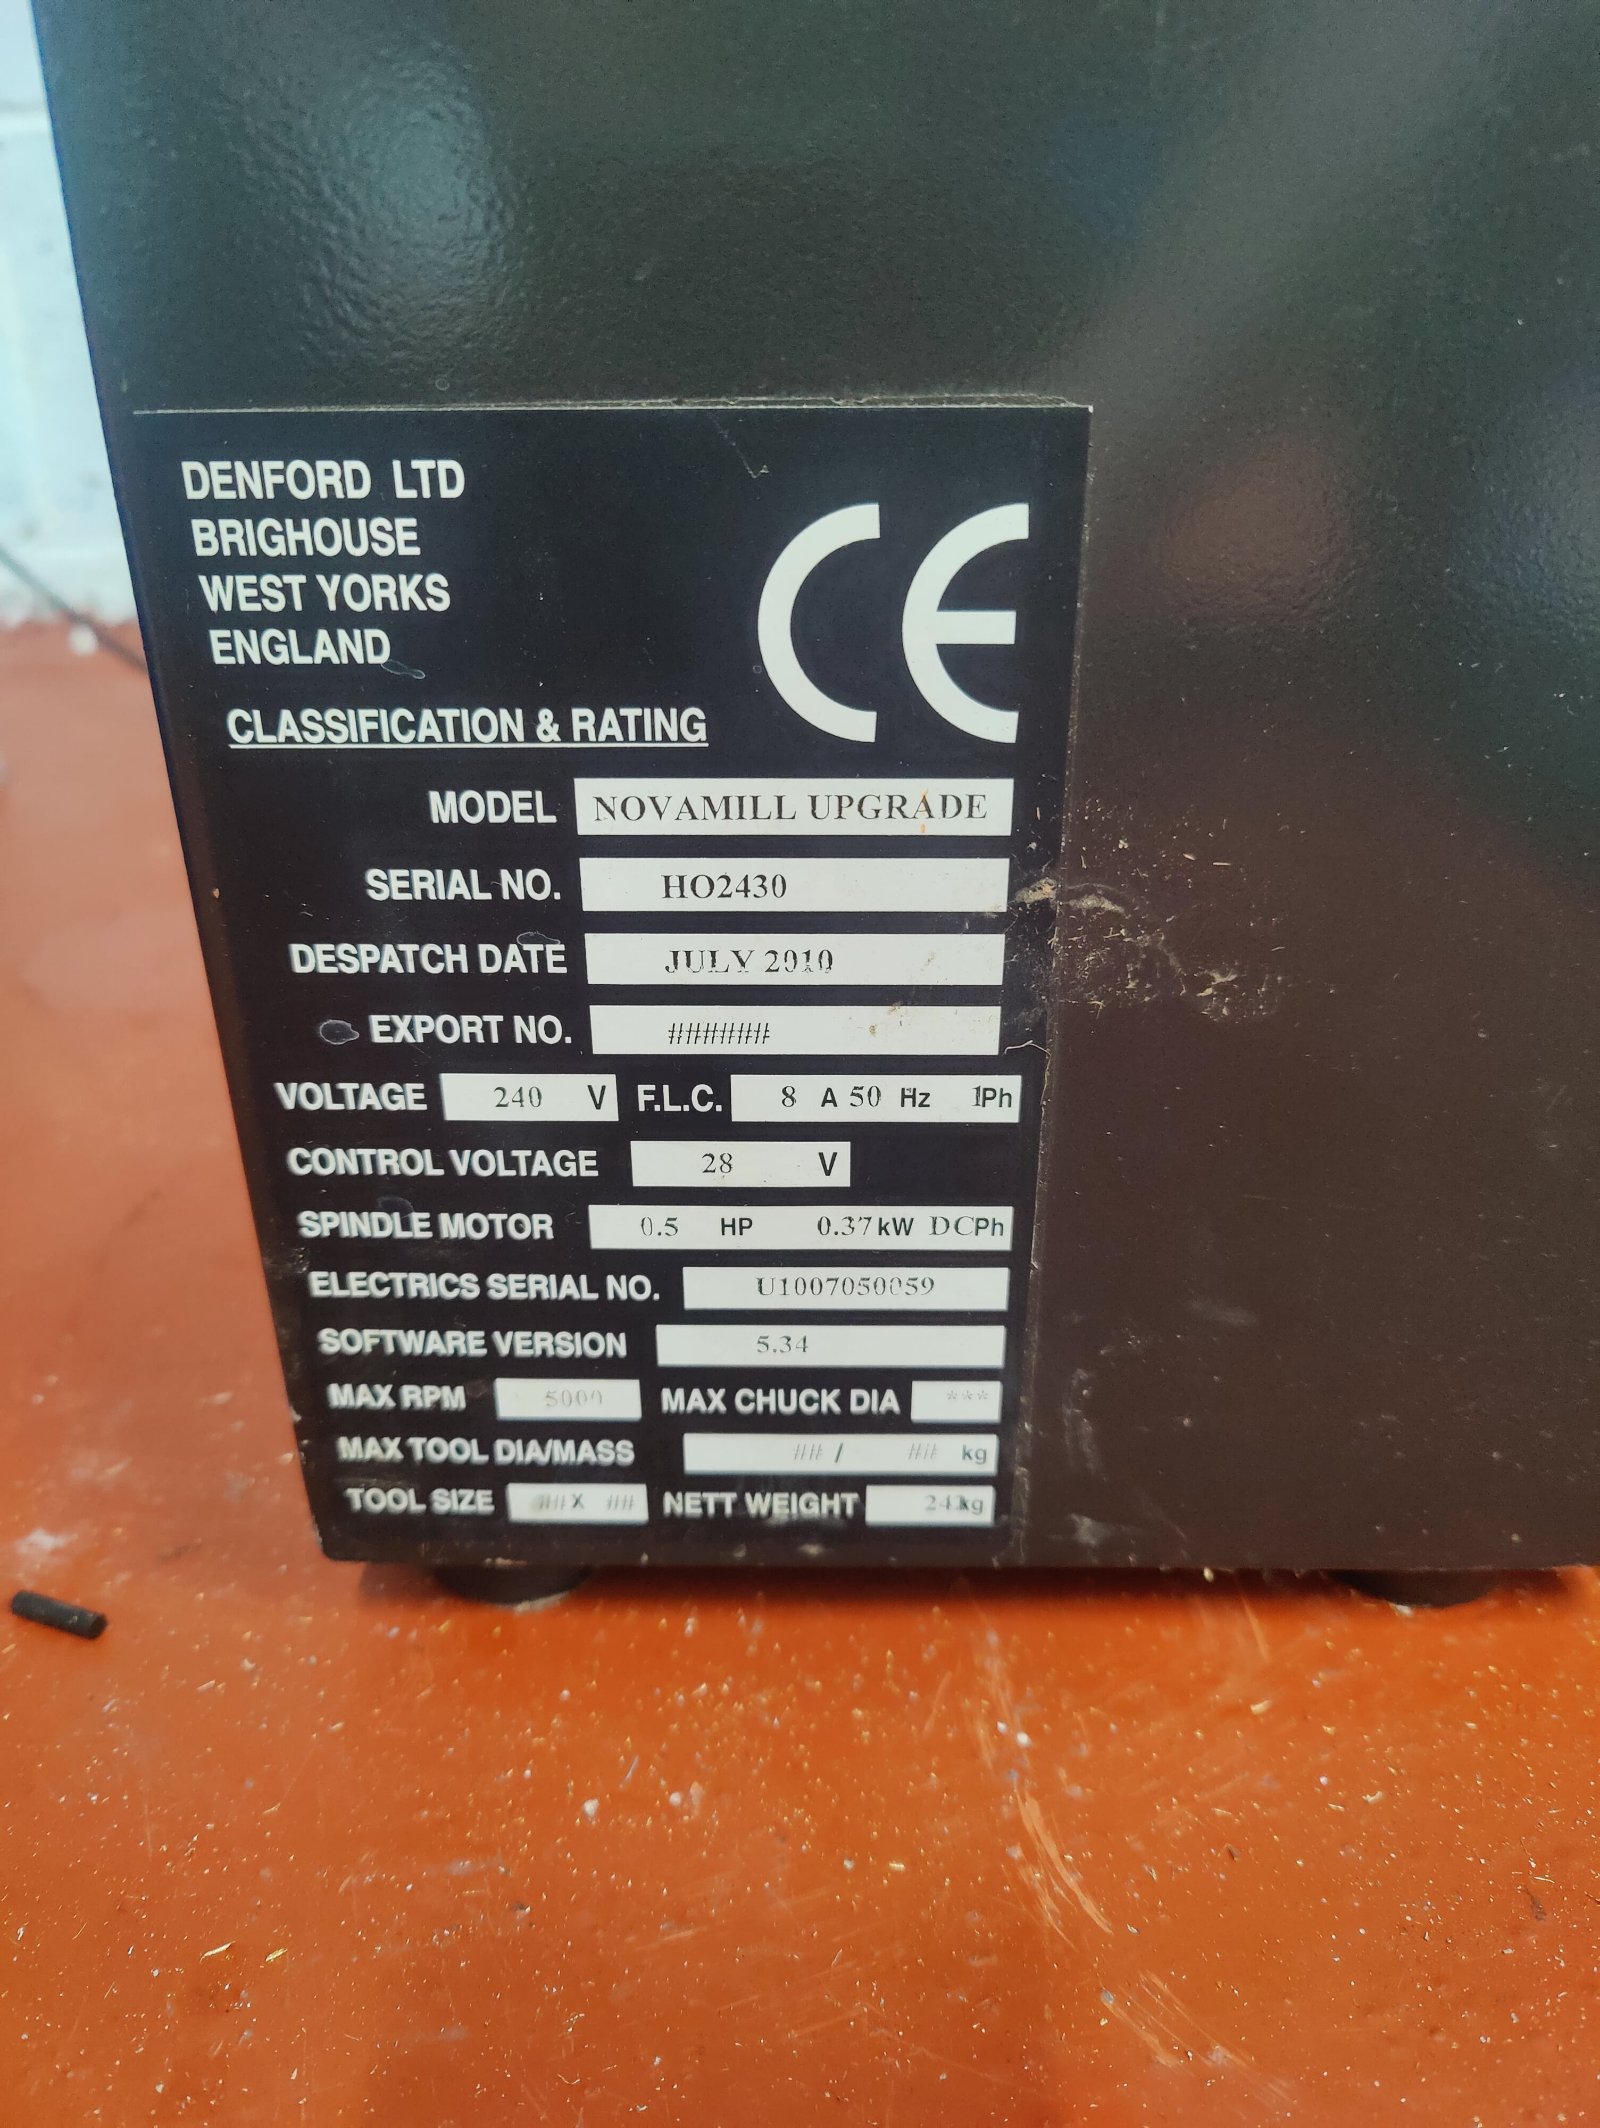 DENFORD LTD
BRIGHOUSE
WEST YORKS
ENGLAND
CE
CLASSIFICATION & RATING
MODEL NOVAMILL UPGRADE
SERIAL NO. HO2430
DESPATCH DATE JULY 2010
EXPORT NO. ######
VOLTAGE 240 V F.L.C. 8 A 50 Hz 1Ph
CONTROL VOLTAGE 28 V
SPINDLE MOTOR 0.5 HP 0.37 kW DCPh
ELECTRICS SERIAL NO. U1007050059
SOFTWARE VERSION 5.34
MAX RPM 5000 MAX CHUCK DIA ***
MAX TOOL DIA/MASS ## / ## kg
TOOL SIZE ## X ## NETT WEIGHT kg